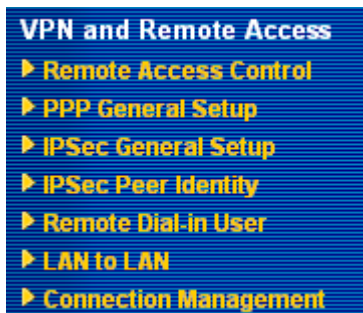 VPN and Remote Access
Remote Access Control
PPP General Setup
IPSec General Setup
IPSec Peer Identity
Remote Dial-in User
LAN to LAN
Connection Management